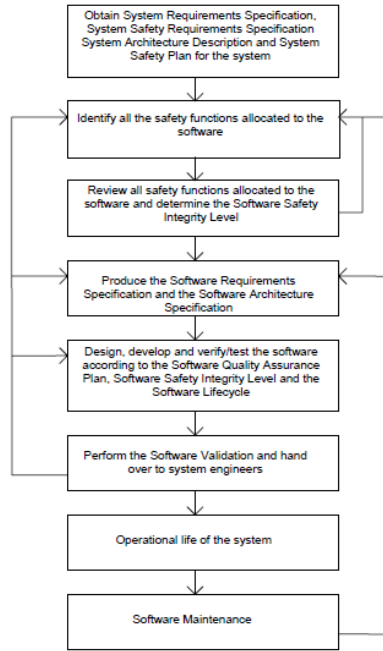 Obtain System Requirements Specification,
System Safety Requirements Specification
System Architecture Description and System
Safety Plan for the system
Identify all the safety functions allocated to the
software
Review all safety functions allocated to the
software and determine the Software Safety
Integrity Level
Produce the Software Requirements
Specification and the Software Architecture
Specification
Design, develop and verify/test the software
according to the Software Quality Assurance
Plan, Software Safety Integrity Level and the
Software Lifecycle
Perform the Software Validation and hand
over to system engineers
Operational life of the system
Software Maintenance